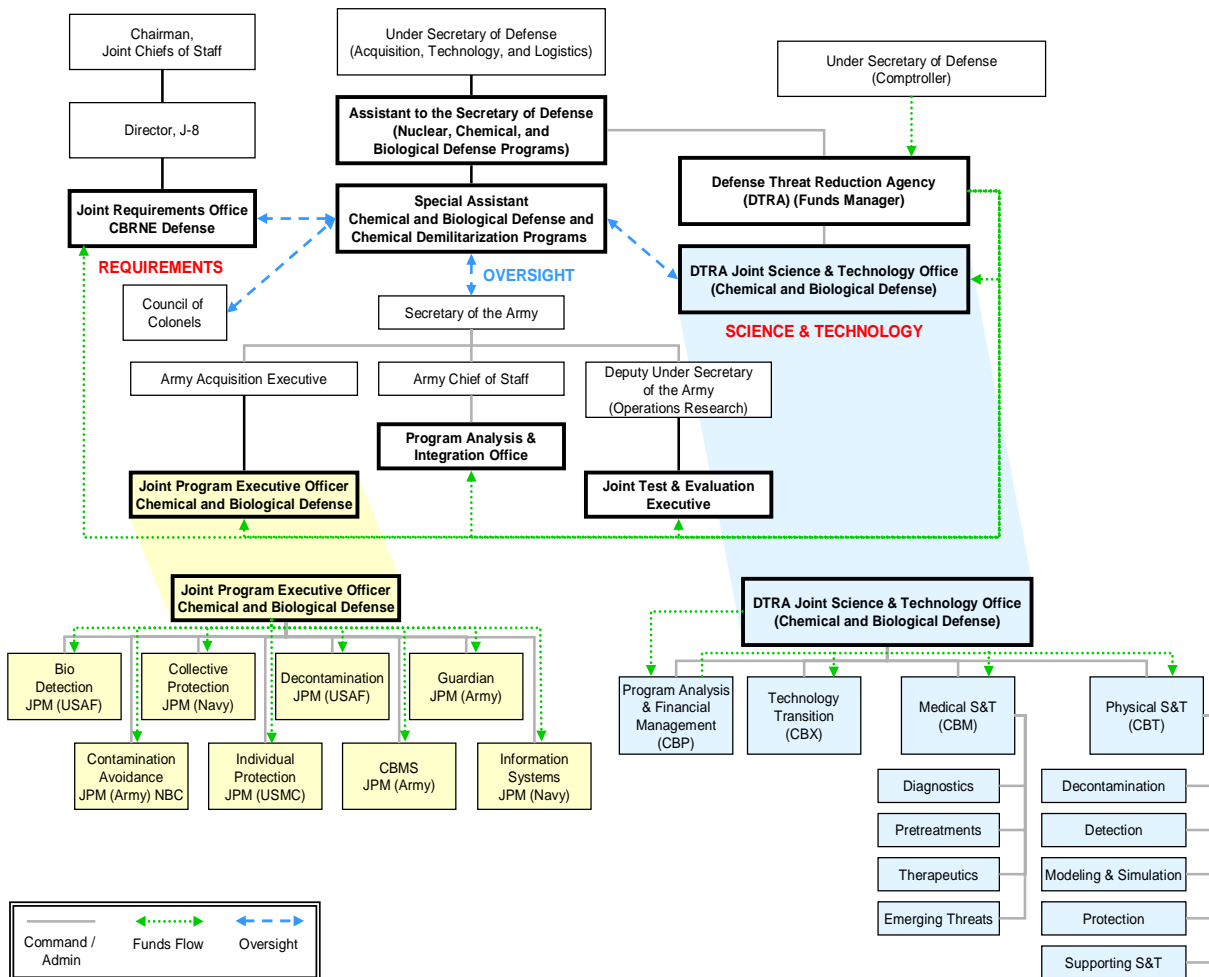 Chairman,
Joint Chiefs of Staff
Under Secretary of Defense
(Acquisition, Technology, and Logistics)
Under Secretary of Defense
(Comptroller)
Director, J-8
Assistant to the Secretary of Defense
(Nuclear, Chemical, and
Biological Defense Programs)
Joint Requirements Office
CBRNE Defense
Special Assistant
Chemical and Biological Defense and
Chemical Demilitarization Programs
Defense Threat Reduction Agency
(DTRA) (Funds Manager)
REQUIREMENTS
OVERSIGHT
DTRA Joint Science & Technology Office
(Chemical and Biological Defense)
Council of
Colonels
Secretary of the Army
SCIENCE & TECHNOLOGY
Army Acquisition Executive
Army Chief of Staff
Deputy Under Secretary
of the Army
(Operations Research)
Program Analysis &
Integration Office
Joint Program Executive Officer
Chemical and Biological Defense
Joint Test & Evaluation
Executive
Joint Program Executive Officer
Chemical and Biological Defense
DTRA Joint Science & Technology Office
(Chemical and Biological Defense)
Bio
Detection
JPM (USAF)
Collective
Protection
JPM (Navy)
Decontamination
JPM (USAF)
Guardian
JPM (Army)
Contamination
Avoidance
JPM (Army) NBC
Individual
Protection
JPM (USMC)
CBMS
JPM (Army)
Information
Systems
JPM (Navy)
Program Analysis
& Financial
Management
(CBP)
Technology
Transition
(CBX)
Medical S&T
(CBM)
Physical S&T
(CBT)
Diagnostics
Pretreatments
Therapeutics
Emerging Threats
Decontamination
Detection
Modeling & Simulation
Protection
Supporting S&T
Command /
Admin
Funds Flow
Oversight